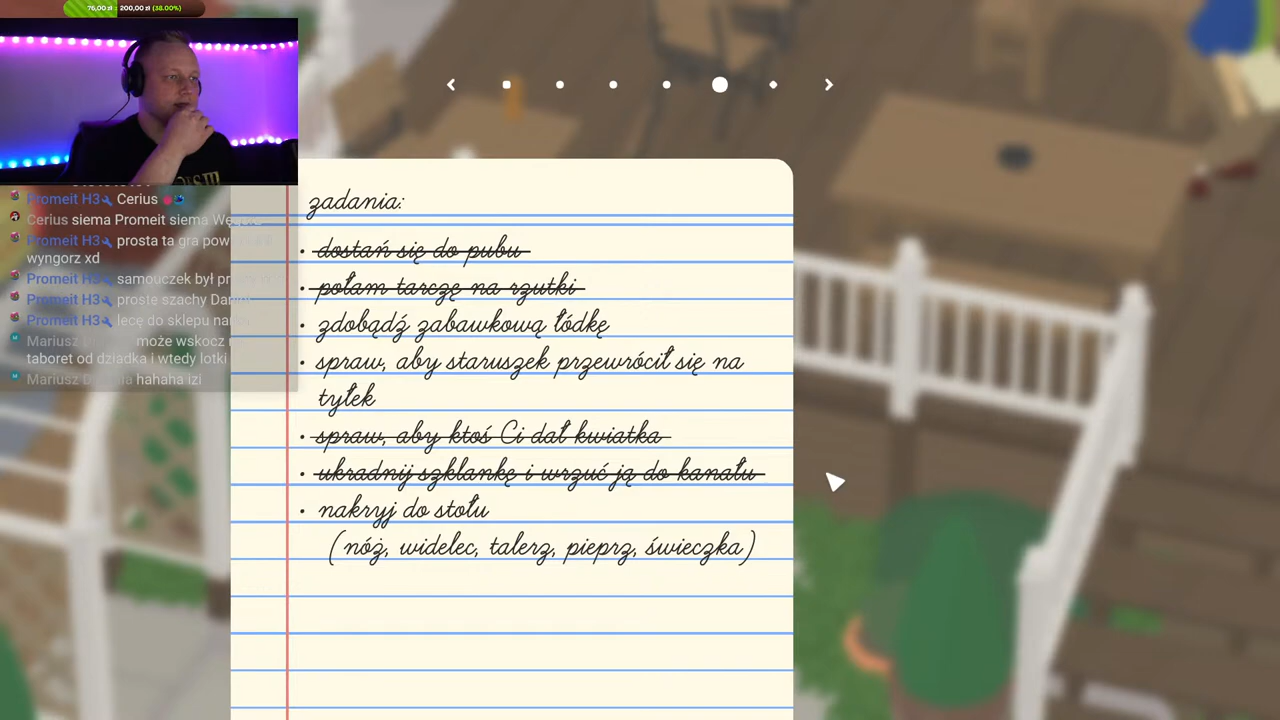 76,00 zł : 200,00 zł (38.00%)
Promeit H3 Cerius
Cerius siema Promeit siema
Promeit H3 prosta ta gra pow
wyngorz xd
Promeit H3 samouczek był
Promeit H3 proste szachy
Promeit H3 lecę do sklepu
Mariusz może wskocz
taboret od dziadka i wtedy lotki
Mariusz hahaha izi
zadania:
• dostań się do pubu
• połam tarczę na rzutki
• zdobądź zabawkową łódkę
• spraw, aby staruszek przewrócił się na
tyłek
• spraw, aby ktoś Ci dał kwiatka
• ukradnij szklankę i wrzuć ją do kanału
• nakryj do stołu
(nóż, widelec, talerz, pieprz, świeczka)